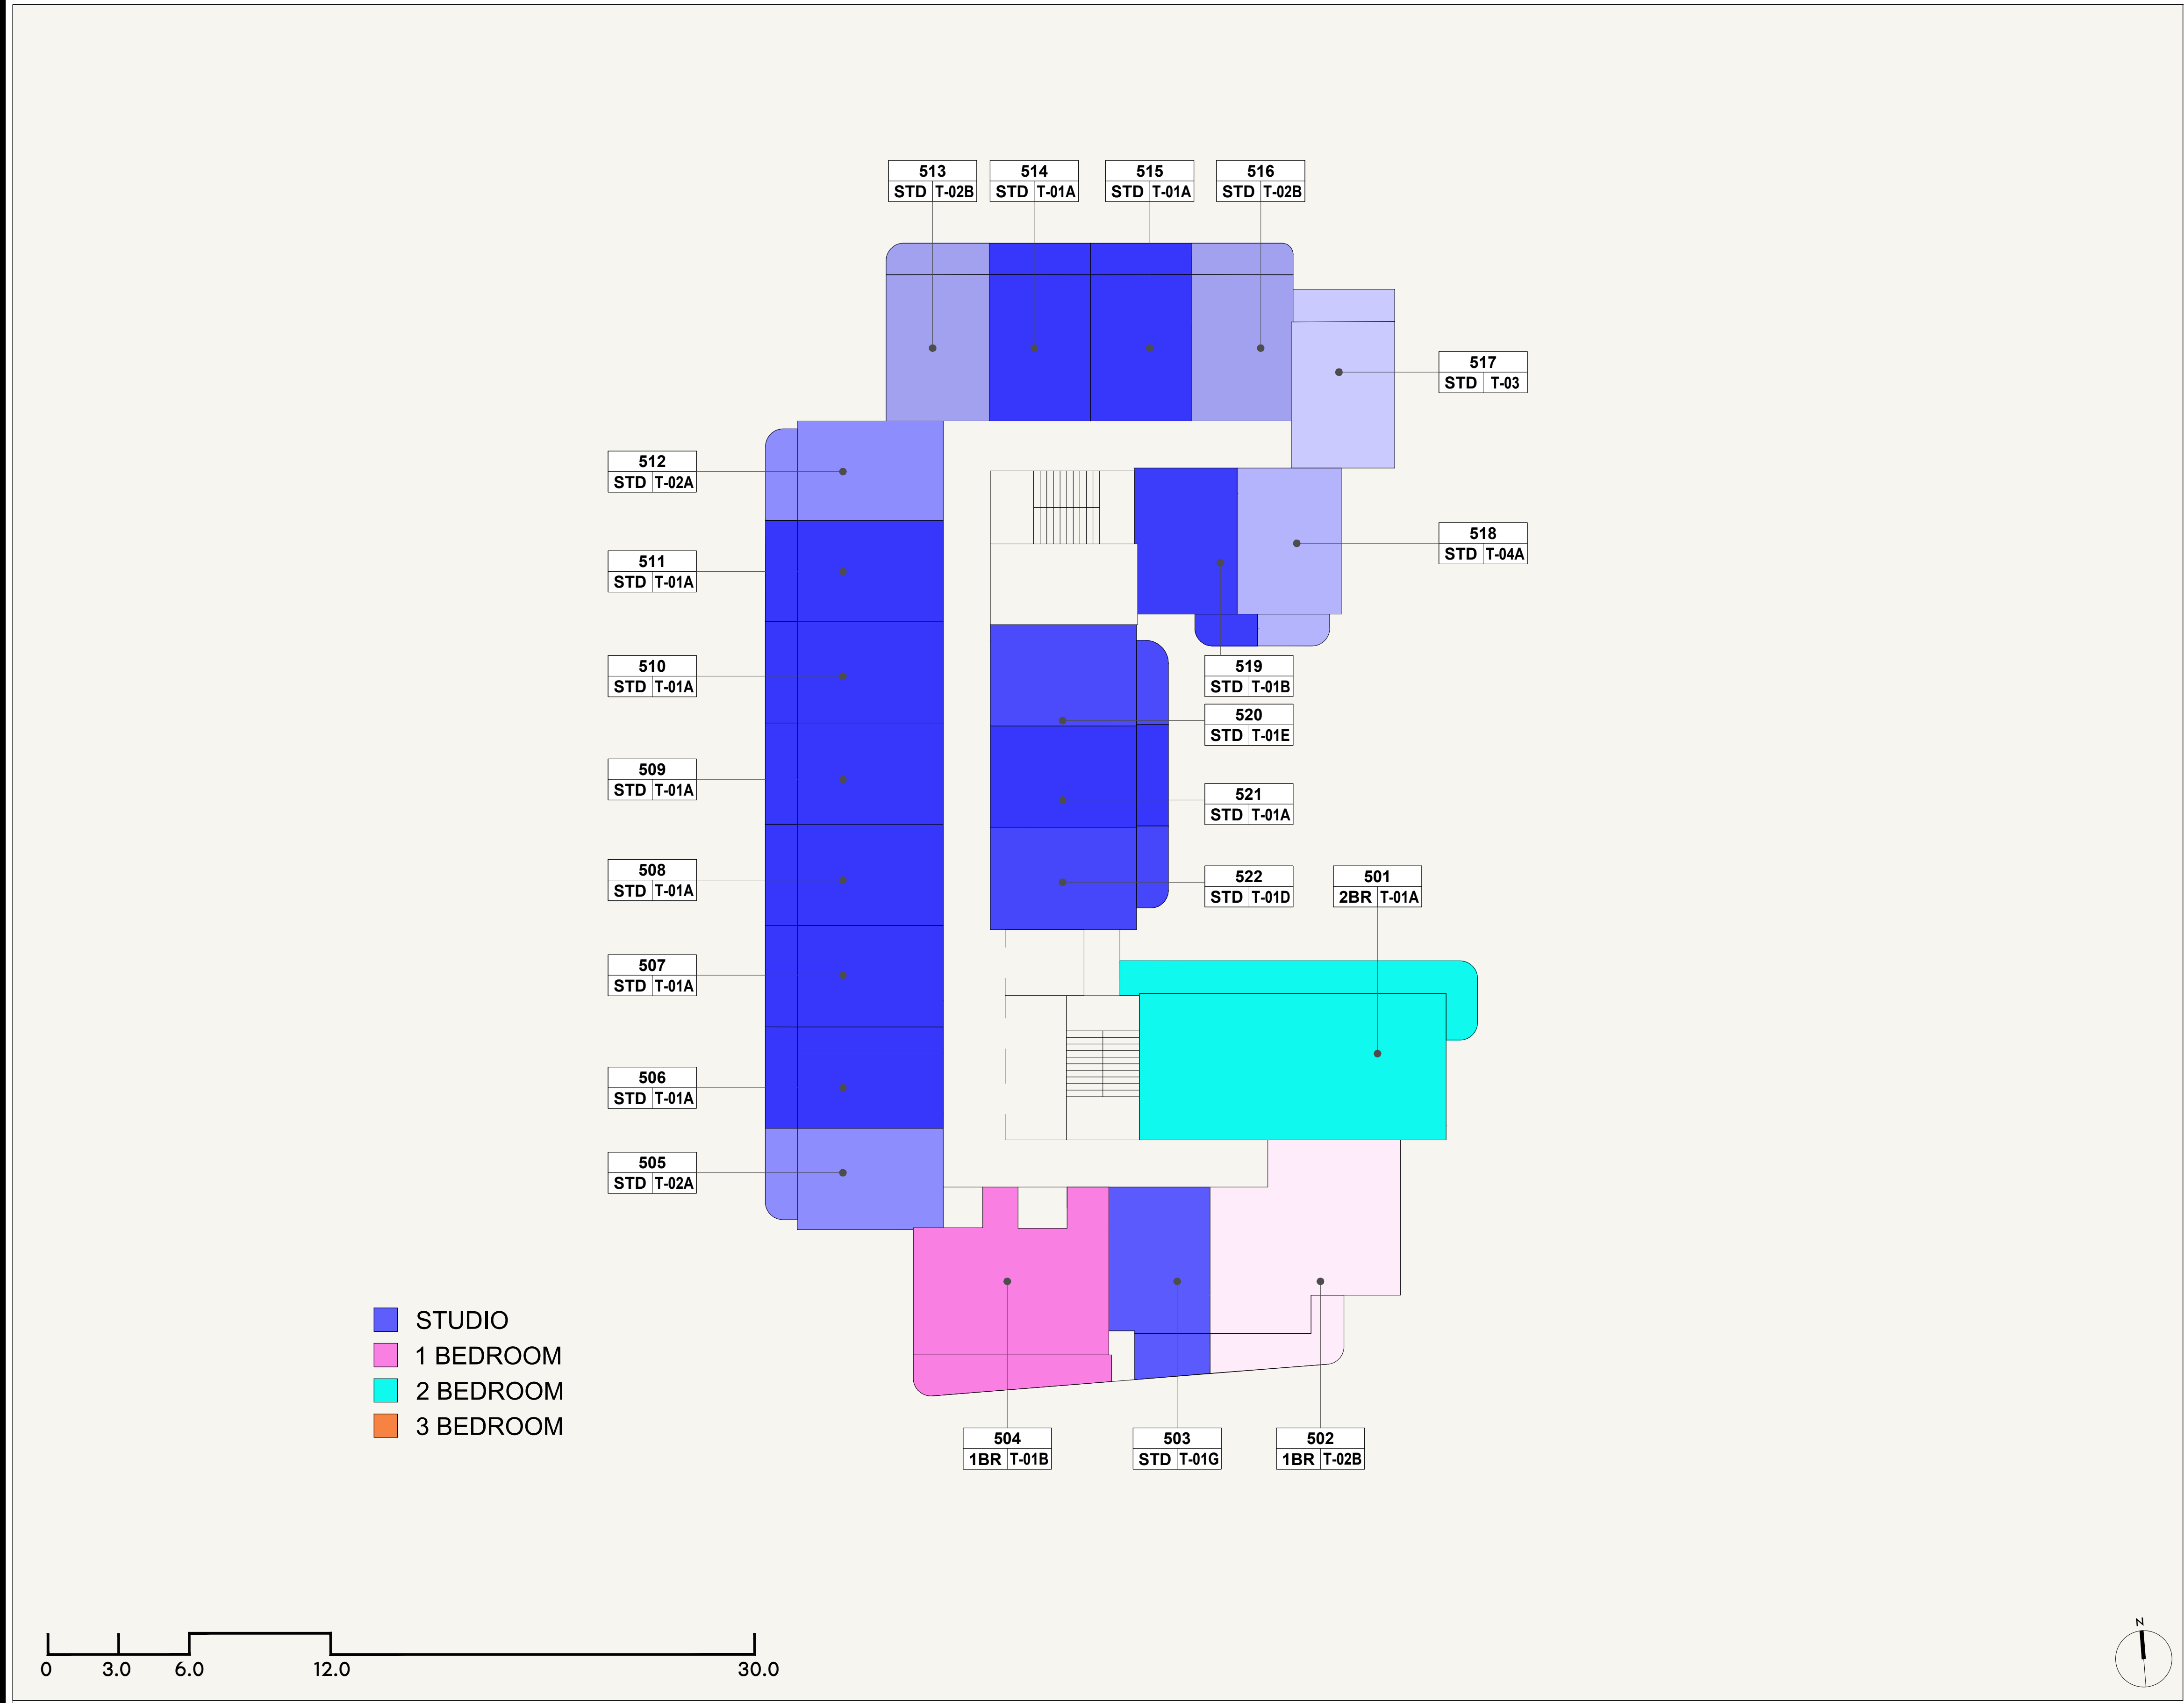 513
STD T-02B
514
STD T-01A
515
STD T-01A
516
STD T-02B
517
STD T-03
512
STD T-02A
518
STD T-04A
511
STD T-01A
510
STD T-01A
519
STD T-01B
520
STD T-01E
509
STD T-01A
521
STD T-01A
508
STD T-01A
522
STD T-01D
501
2BR T-01A
507
STD T-01A
506
STD T-01A
505
STD T-02A
STUDIO
1 BEDROOM
2 BEDROOM
3 BEDROOM
504
1BR T-01B
503
STD T-01G
502
1BR T-02B
0 3.0 6.0 12.0 30.0
N